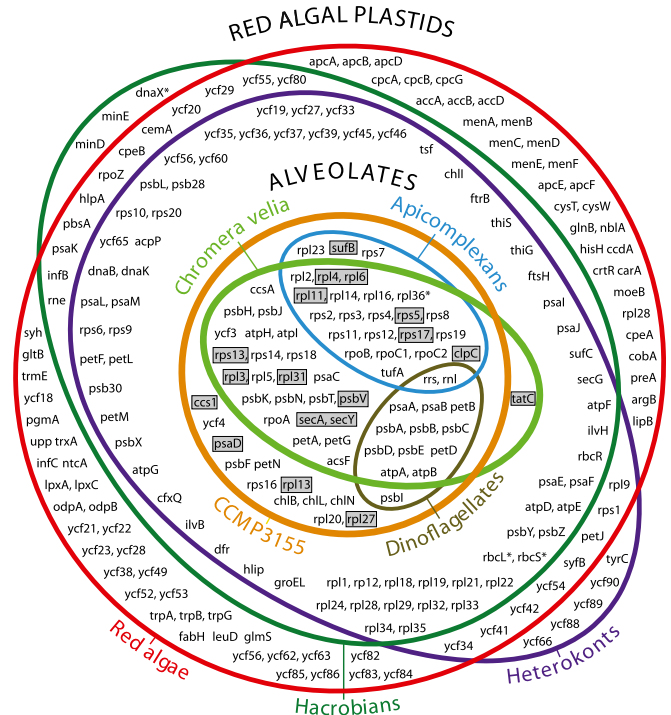 RED ALGAL PLASTIDS
apcA, apcB, apcD
ycf55, ycf80
cpcA, cpcB, cpcG
dnaX*
ycf29
accA, accB, accD
minE
ycf20
ycf19, ycf27, ycf33
menA, menB
cemA
ycf35, ycf36, ycf37, ycf39, ycf45, ycf46
menC, menD
minD
cpeB
ycf56, ycf60
tsf
menE, menF
rpoZ
psbL, psb28
ALVEOLATES
chlI
apcE, apcF
hlpA
ftrB
cysT, cysW
pbsA
rps10, rps20
Chromera velia
Apicomplexans
thiS
glnB, nblA
psaK
ycf65 acpP
rpl23 sufB rps7
thiG
hisH ccdA
infB
dnaB, dnaK
rpl2, rpl4, rpl6
ftsH
crtR carA
rne
psaL, psaM
ccsA
rpl11, rpl14, rpl16, rpl36*
psaI
moeB
syh
rps6, rps9
psbH, psbJ
rps2, rps3, rps4, rps5, rps8
psaJ
rpl28
gltB
petF, petL
ycf3 atpH, atpI
rps11, rps12, rps17, rps19
sufC
cpeA
trmE
rps13, rps14, rps18
rpoB, rpoC1, rpoC2 clpC
cobA
ycf18
psb30
rpl3, rpl5, rpl31 psaC
tufA
rrs, rnl
secG
preA
pgmA
petM
ccs1
psbK, psbN, psbT, psbV
psaA, psaB petB
tatC
atpF
argB
upp trxA
psbX
ycf4
rpoA secA, secY
psbA, psbB, psbC
ilvH
lipB
infC ntcA
atpG
psaD
petA, petG
psbD, psbE petD
rbcR
lpxA, lpxC
psbF petN
acsF
atpA, atpB
psaE, psaF
rpl9
odpA, odpB
cfxQ
rps16 rpl13
psbI
atpD, atpE
rps1
ycf21, ycf22
ilvB
chlB, chlL, chlN
rpl20, rpl27
psbY, psbZ
petJ
CCMP3155
Dinoflagellates
ycf23, ycf28
dfr
rbcL*, rbcS*
syfB
tyrC
ycf38, ycf49
hlip
groEL
rpl1, rp12, rpl18, rpl19, rpl21, rpl22
ycf54
ycf90
ycf52, ycf53
rpl24, rpl28, rpl29, rpl32, rpl33
ycf42
ycf89
trpA, trpB, trpG
rpl34, rpl35
ycf41
ycf88
fabH leuD glmS
ycf34
ycf66
Red algae
ycf56, ycf62, ycf63
ycf82
Heterokonts
ycf85, ycf86
ycf83, ycf84
Hacrobians